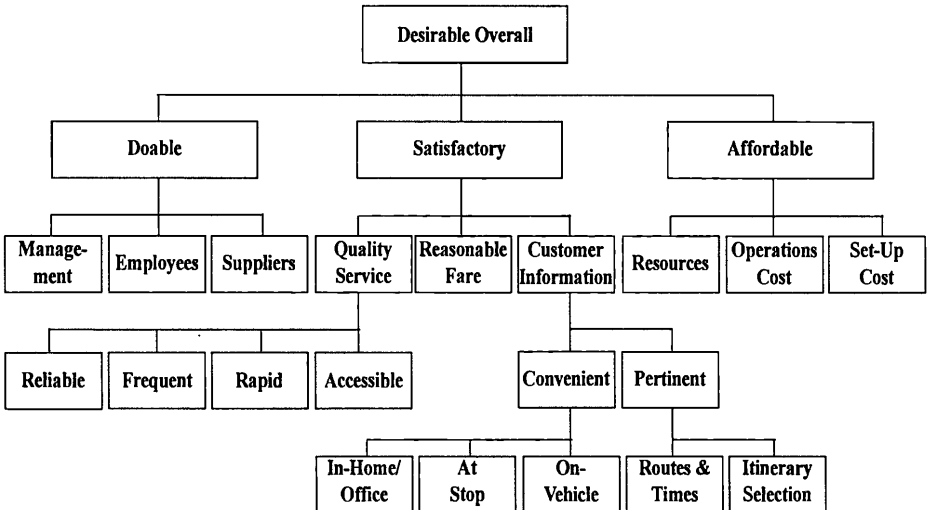 Desirable Overall
Doable
Satisfactory
Affordable
Manage-
ment
Employees
Suppliers
Quality
Service
Reasonable
Fare
Customer
Information
Resources
Operations
Cost
Set-Up
Cost
Reliable
Frequent
Rapid
Accessible
Convenient
Pertinent
In-Home/
Office
At
Stop
On-
Vehicle
Routes &
Times
Itinerary
Selection